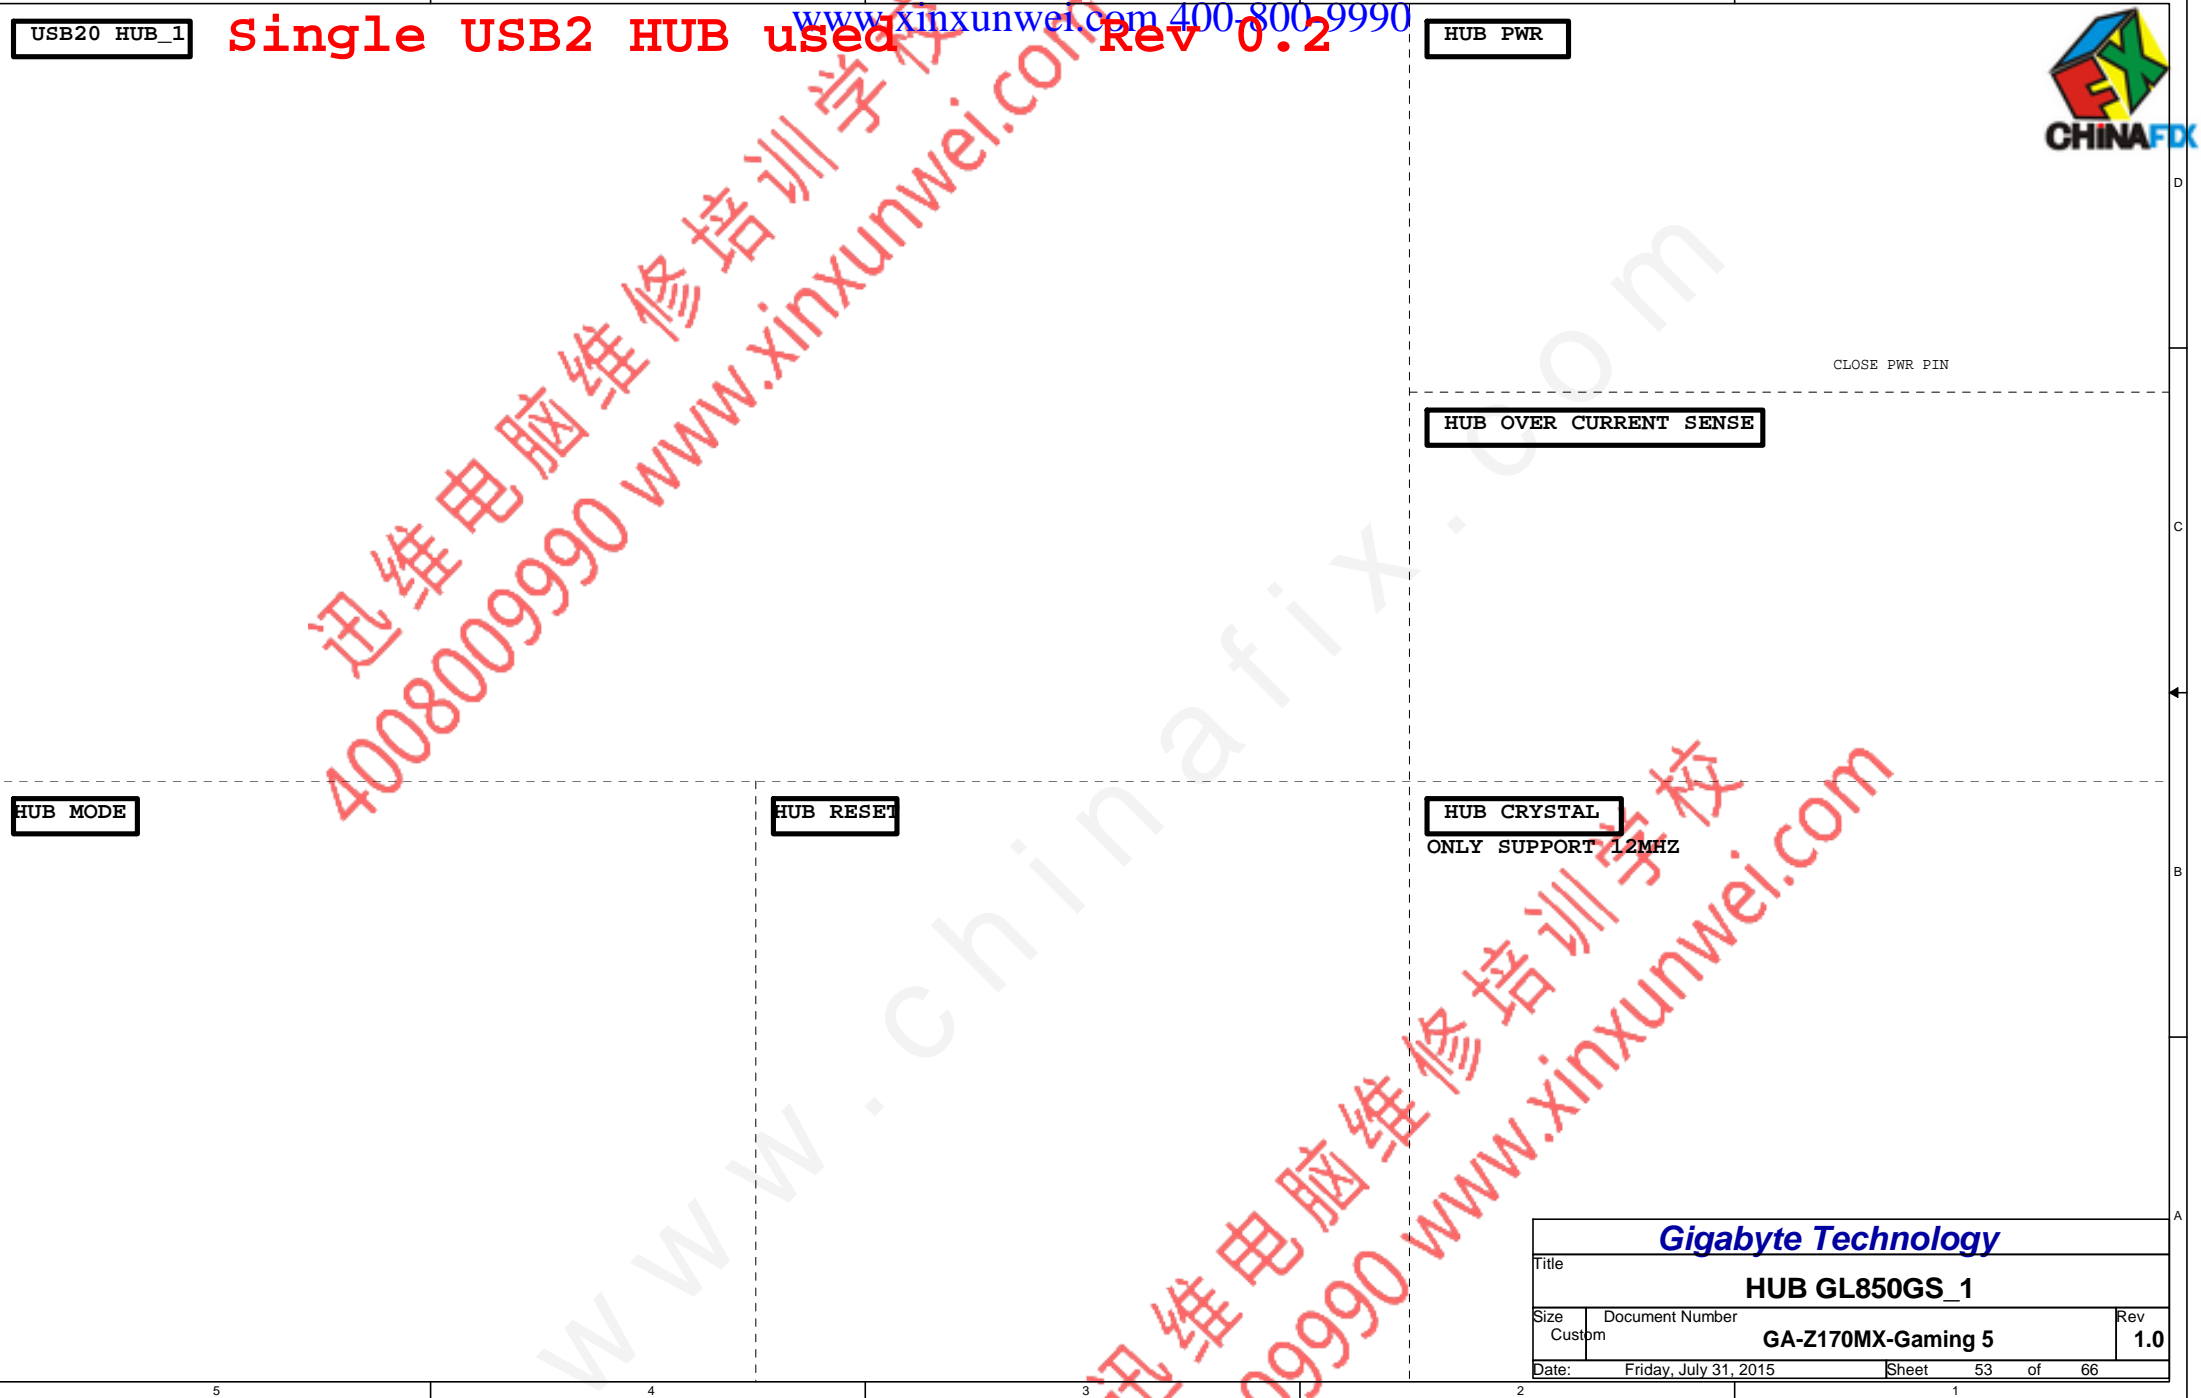 www.xinxunwei.com 400-800-9990
USB20 HUB_1
Single USB2 HUB used Rev 0.2
HUB PWR
CHINAFIX
D
CLOSE PWR PIN
HUB OVER CURRENT SENSE
C
迅维电脑维修培训学校
4008009990 www.xinxunwei.com
www.chinafix.com
HUB MODE
HUB RESET
HUB CRYSTAL
ONLY SUPPORT 12MHZ
B
迅维电脑维修培训学校
09990 www.xinxunwei.com
A
Gigabyte Technology
Title
HUB GL850GS_1
Size Document Number Rev
Custom GA-Z170MX-Gaming 5 1.0
Date: Friday, July 31, 2015 Sheet 53 of 66
5 4 3 2 1